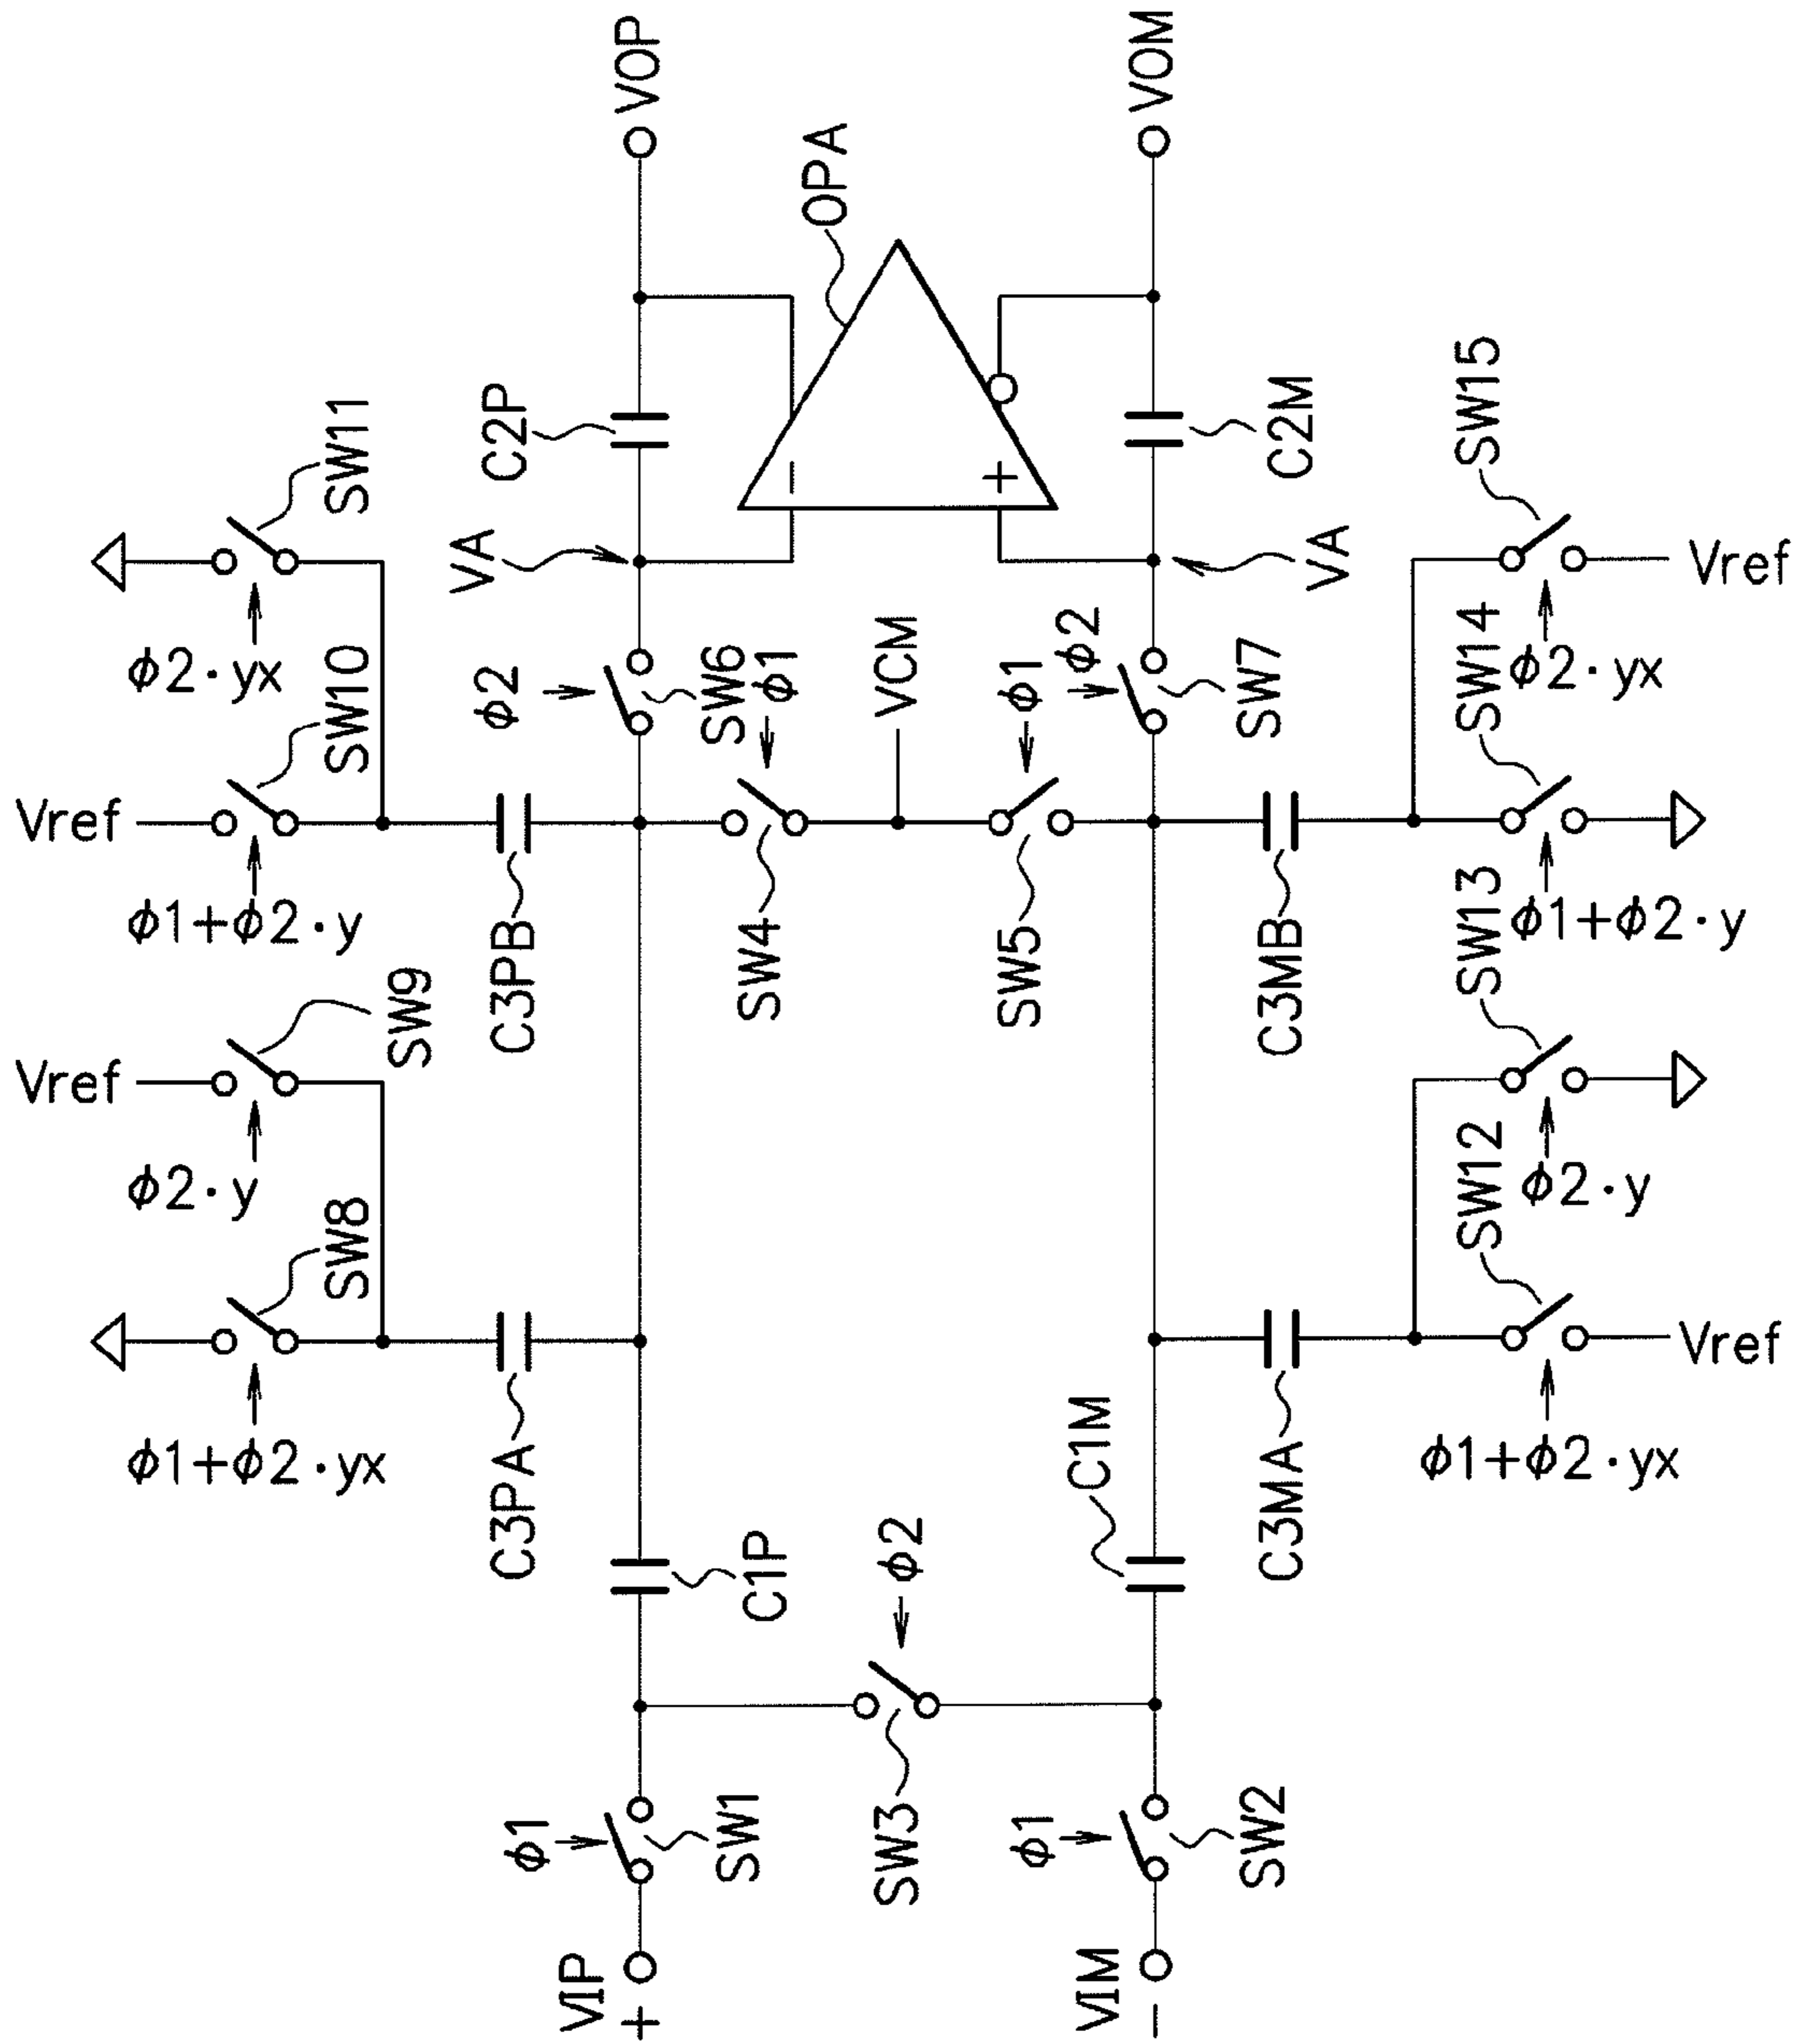 VIP
+
VIM
−
ϕ1
SW1
ϕ1
SW2
SW3
ϕ2
C1P
C1M
C3PA
C3MA
ϕ1+ϕ2·yx
SW8
ϕ2·y
SW9
Vref
ϕ1+ϕ2·y
SW10
Vref
ϕ2·yx
SW11
C3PB
C3MB
SW4
ϕ1
SW5
ϕ1
VCM
ϕ2
SW6
ϕ2
SW7
VA
VA
C2P
C2M
−
+
OPA
VOP
VOM
ϕ1+ϕ2·yx
SW12
Vref
ϕ2·y
SW13
ϕ1+ϕ2·y
SW14
ϕ2·yx
SW15
Vref